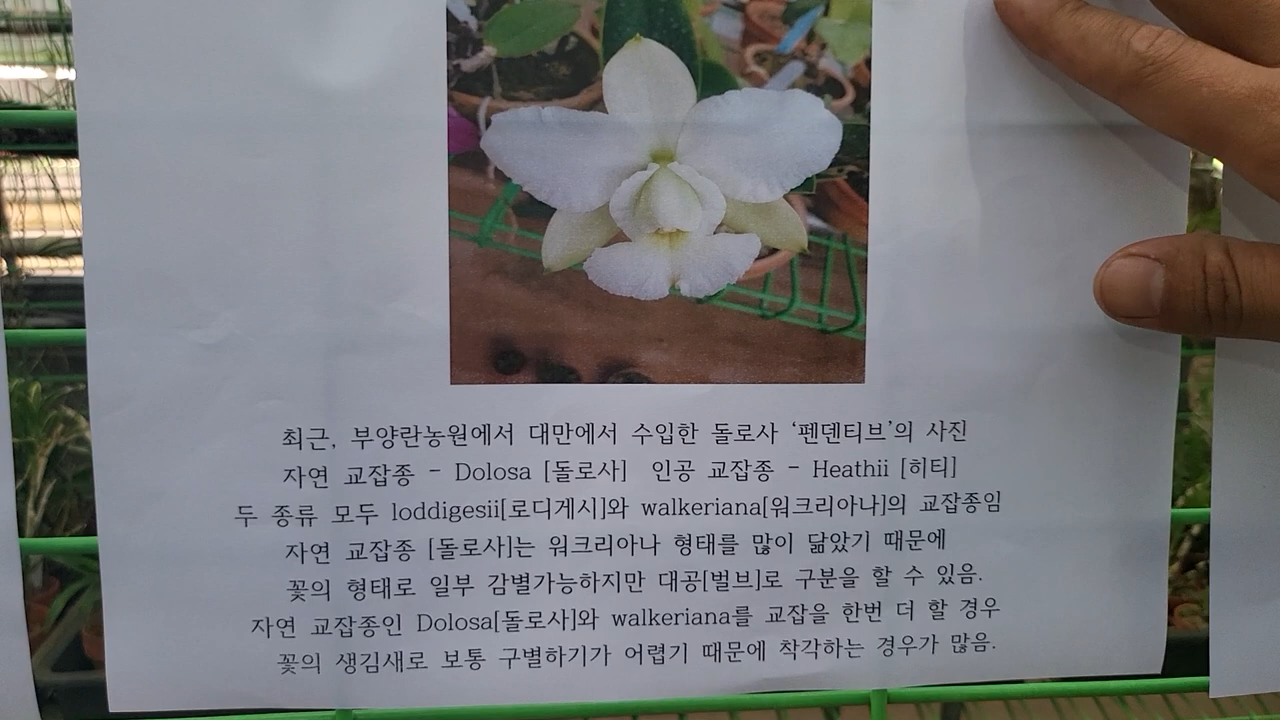 최근, 부양란농원에서 대만에서 수입한 돌로사 ‘펜덴티브’의 사진
자연 교잡종 - Dolosa [돌로사] 인공 교잡종 - Heathii [히티]
두 종류 모두 loddigesii[로디게시]와 walkeriana[워크리아나]의 교잡종임
자연 교잡종 [돌로사]는 워크리아나 형태를 많이 닮았기 때문에
꽃의 형태로 일부 감별가능하지만 대공[벌브]로 구분을 할 수 있음.
자연 교잡종인 Dolosa[돌로사]와 walkeriana를 교잡을 한번 더 할 경우
꽃의 생김새로 보통 구별하기가 어렵기 때문에 착각하는 경우가 많음.